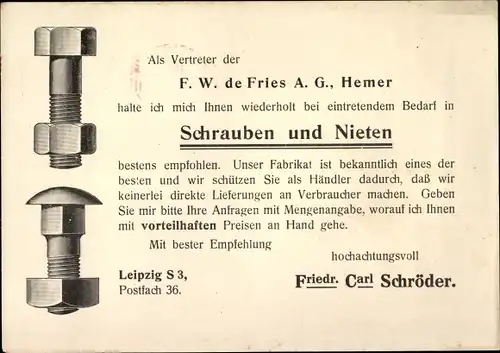 Als Vertreter der
F. W. de Fries A. G., Hemer
halte ich mich Ihnen wiederholt bei eintretendem Bedarf in
Schrauben und Nieten
bestens empfohlen. Unser Fabrikat ist bekanntlich eines der
besten und wir schützen Sie als Händler dadurch, daß wir
keinerlei direkte Lieferungen an Verbraucher machen. Geben
Sie mir bitte Ihre Anfragen mit Mengenangabe, worauf ich Ihnen
mit vorteilhaften Preisen an Hand gehe.
Mit bester Empfehlung
hochachtungsvoll
Leipzig S 3,
Postfach 36.
Friedr. Carl Schröder.